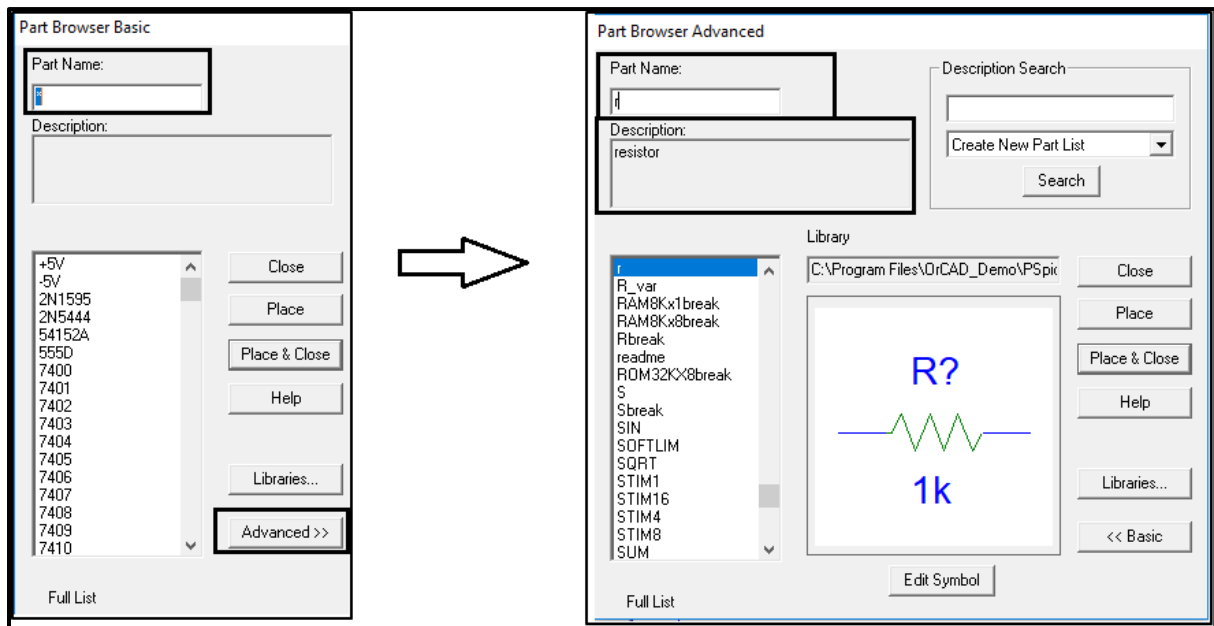 Part Browser Basic
Part Name:
*
Description:
+5V
-5V
2N1595
2N5444
54152A
555D
7400
7401
7402
7403
7404
7405
7406
7407
7408
7409
7410
Close
Place
Place & Close
Help
Libraries...
Advanced >>
Full List
Part Browser Advanced
Part Name:
r
Description:
resistor
Description Search
Create New Part List
Search
Library
C:\Program Files\OrCAD_Demo\PSpic
r
R_var
RAM8Kx1break
RAM8Kx8break
Rbreak
readme
ROM32KX8break
S
Sbreak
SIN
SOFTLIM
SQRT
STIM1
STIM16
STIM4
STIM8
SUM
R?
1k
Close
Place
Place & Close
Help
Libraries...
<< Basic
Edit Symbol
Full List